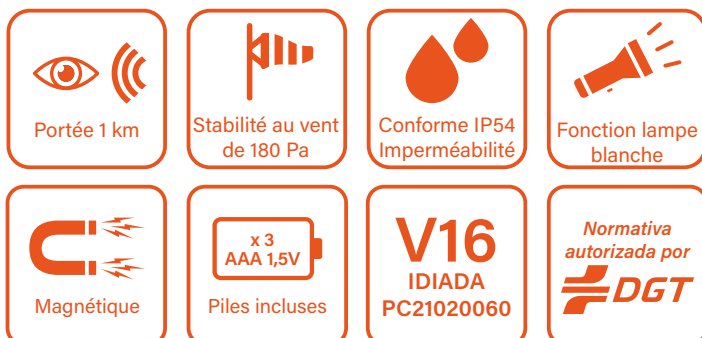 Portée 1 km
Stabilité au vent
de 180 Pa
Conforme IP54
Imperméabilité
Fonction lampe
blanche
Magnétique
x 3
AAA 1,5V
Piles incluses
V16
IDIADA
PC21020060
Normativa
autorizada por
DGT